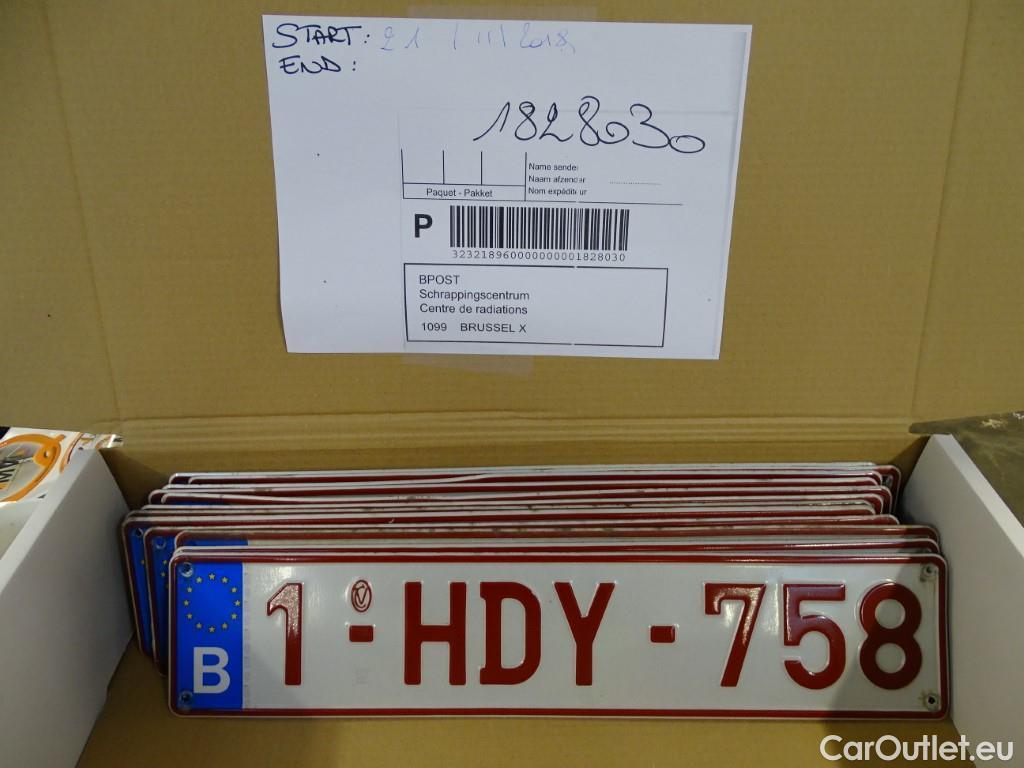 START: 21 / 11 / 2018
END:
1828030
Name sender
Naam afzender ....................
Nom expéditeur
Paquet - Pakket
P
323218960000000001828030
BPOST
Schrappingscentrum
Centre de radiations
1099 BRUSSEL X
B 1-HDY-758
CarOutlet.eu